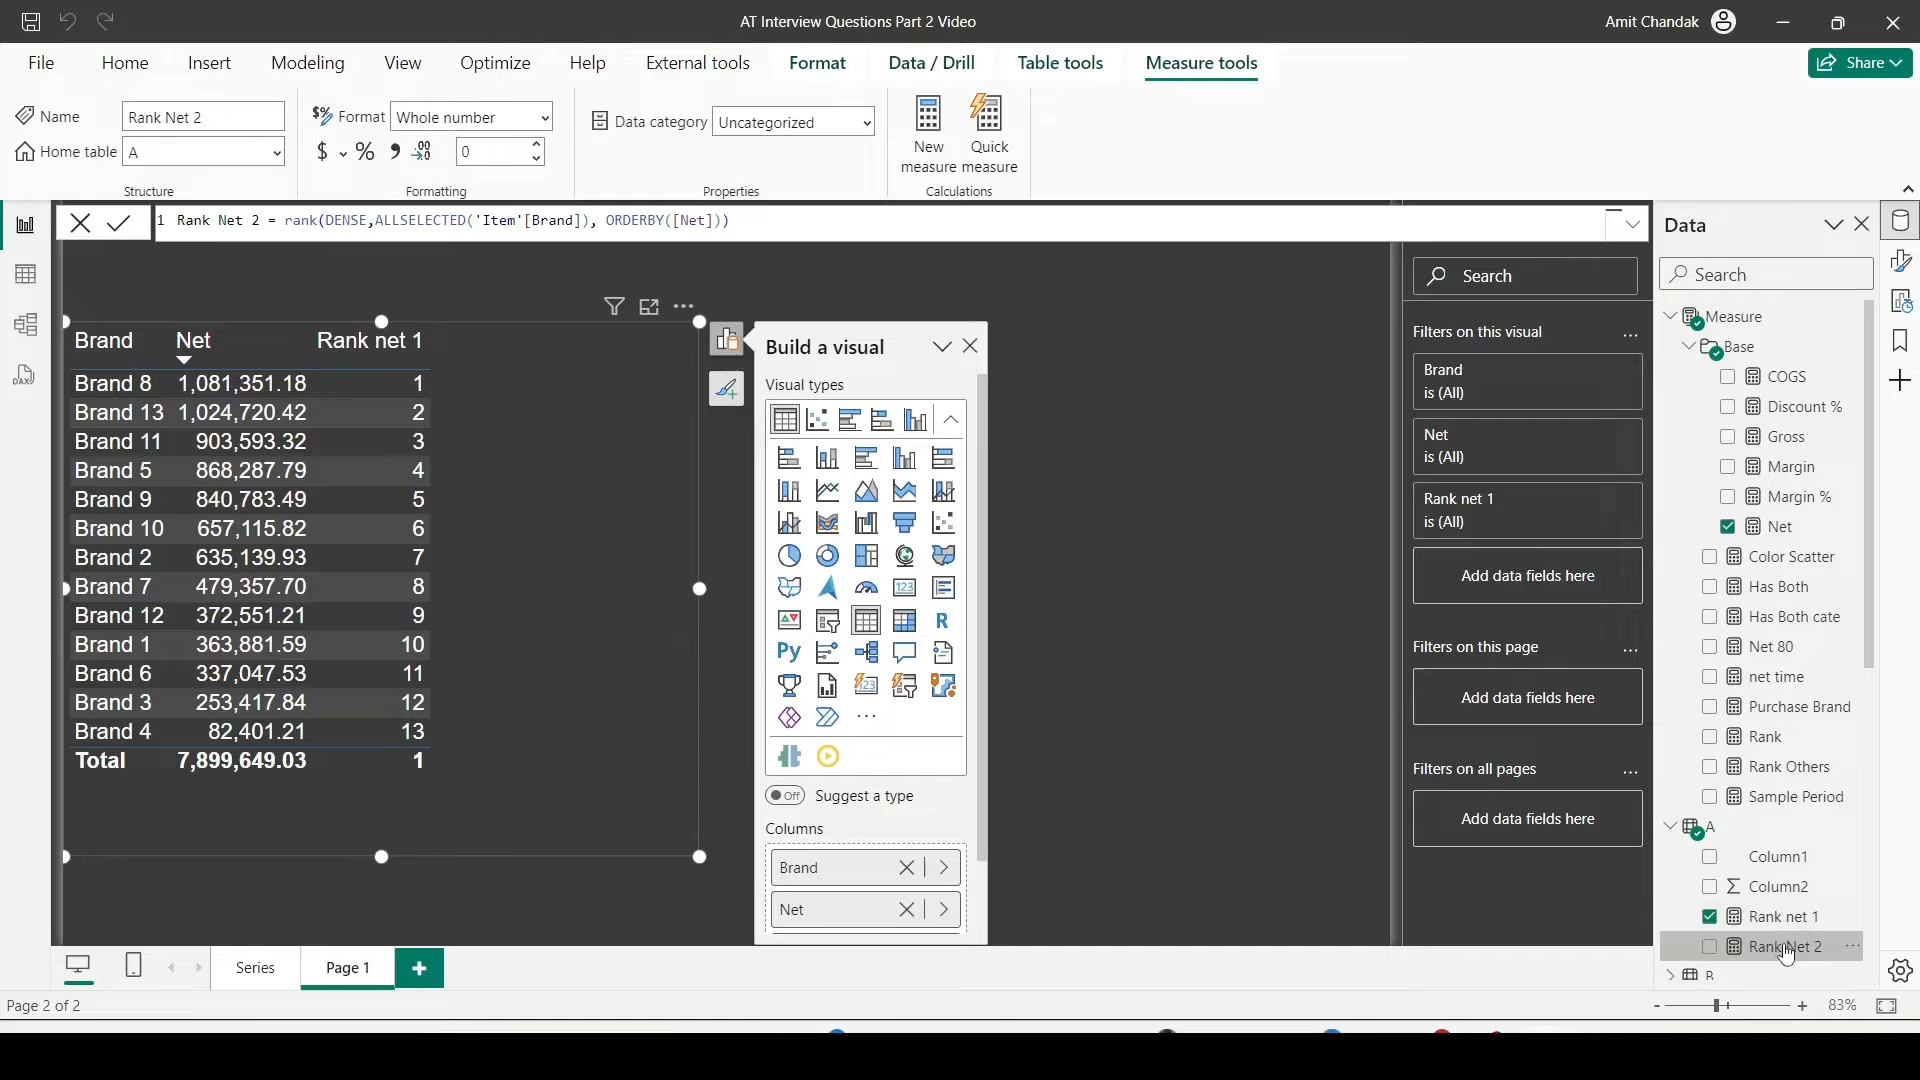 AT Interview Questions Part 2 Video
Amit Chandak
File Home Insert Modeling View Optimize Help External tools Format Data / Drill Table tools Measure tools
Share
Name Rank Net 2
Home table A
Structure
$% Format Whole number
$ % 9 .00 0
Formatting
Data category Uncategorized
Properties
New measure
Quick measure
Calculations
1 Rank Net 2 = rank(DENSE,ALLSELECTED('Item'[Brand]), ORDERBY([Net]))
Brand Net Rank net 1
Brand 8 1,081,351.18 1
Brand 13 1,024,720.42 2
Brand 11 903,593.32 3
Brand 5 868,287.79 4
Brand 9 840,783.49 5
Brand 10 657,115.82 6
Brand 2 635,139.93 7
Brand 7 479,357.70 8
Brand 12 372,551.21 9
Brand 1 363,881.59 10
Brand 6 337,047.53 11
Brand 3 253,417.84 12
Brand 4 82,401.21 13
Total 7,899,649.03 1
Build a visual
Visual types
123
R
Py
123
...
Off Suggest a type
Columns
Brand
Net
Search
Filters on this visual ...
Brand
is (All)
Net
is (All)
Rank net 1
is (All)
Add data fields here
Filters on this page ...
Add data fields here
Filters on all pages ...
Add data fields here
Data
Search
Measure
Base
COGS
Discount %
Gross
Margin
Margin %
Net
Color Scatter
Has Both
Has Both cate
Net 80
net time
Purchase Brand
Rank
Rank Others
Sample Period
A
Column1
Column2
Rank net 1
Rank Net 2 ...
DAX
Series
Page 1
+
Page 2 of 2
- + 83%